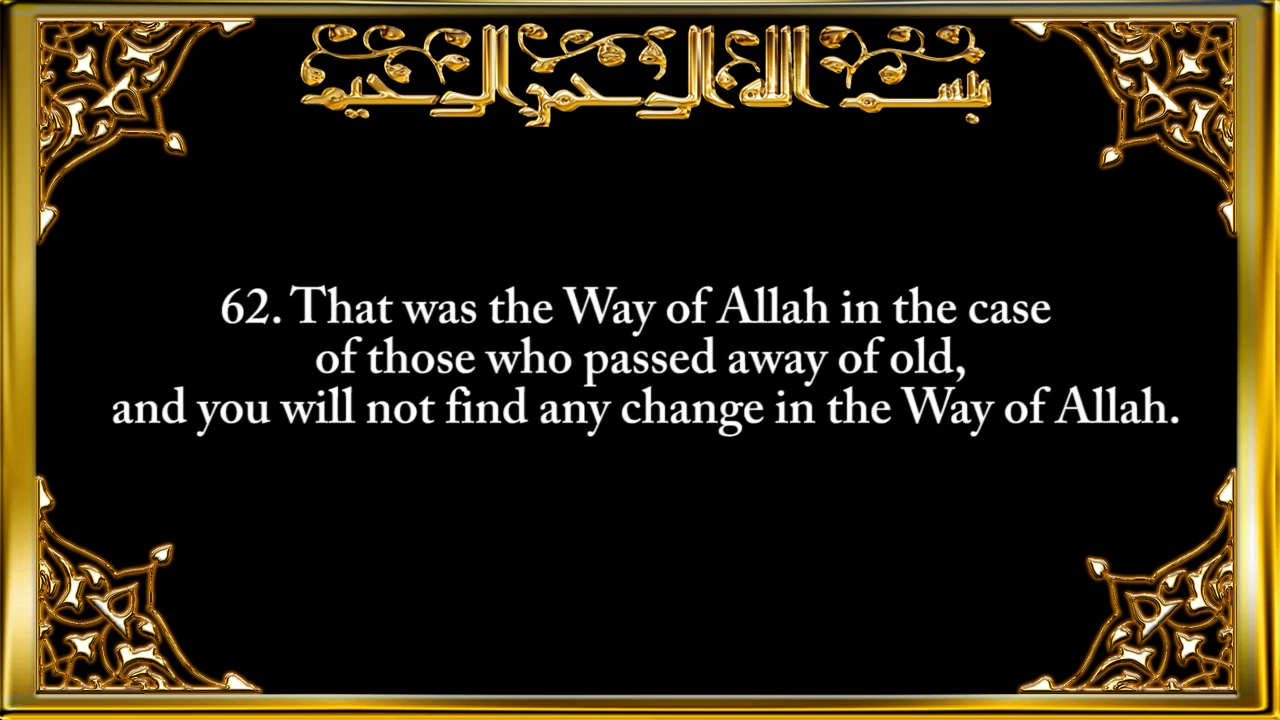 بسم الله الرحمن الرحيم
62. That was the Way of Allah in the case
of those who passed away of old,
and you will not find any change in the Way of Allah.